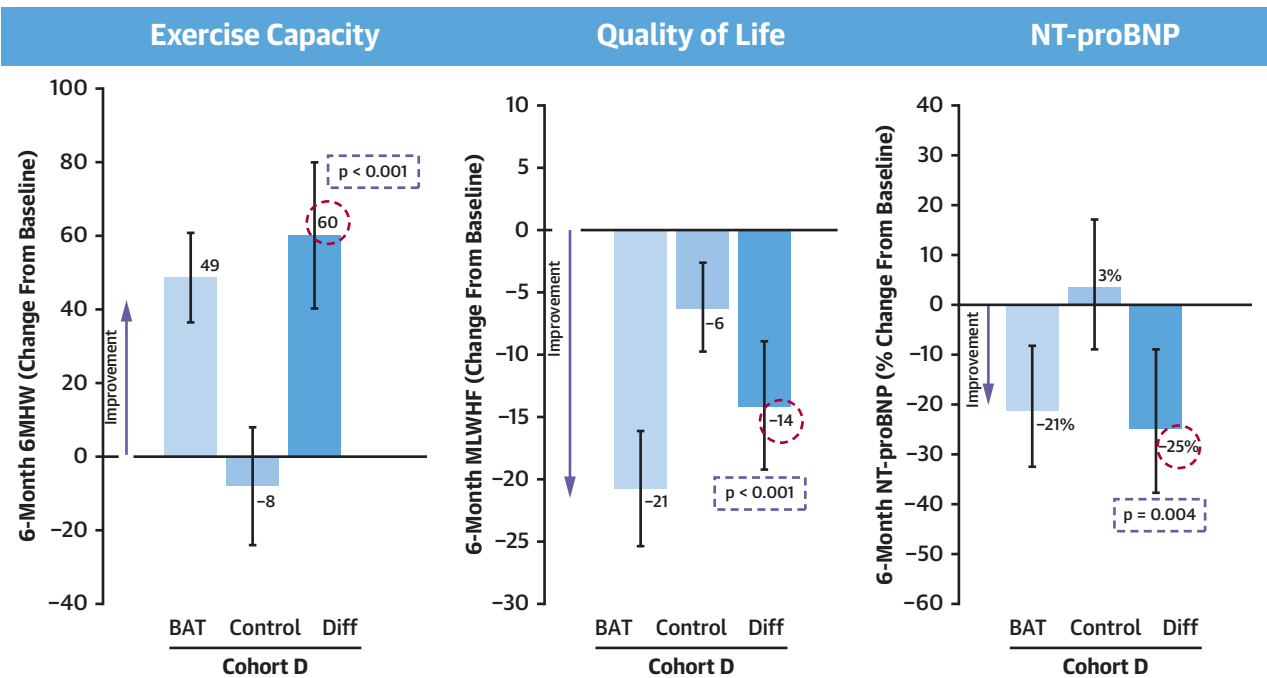 Exercise Capacity
Quality of Life
NT-proBNP
6-Month 6MHW (Change From Baseline)
100
80
60
40
20
0
−20
−40
Improvement
49
−8
60
p < 0.001
BAT Control Diff
Cohort D
6-Month MLWHF (Change From Baseline)
10
5
0
−5
−10
−15
−20
−25
−30
Improvement
−21
−6
−14
p < 0.001
BAT Control Diff
Cohort D
6-Month NT-proBNP (% Change From Baseline)
40
30
20
10
0
−10
−20
−30
−40
−50
−60
Improvement
−21%
3%
−25%
p = 0.004
BAT Control Diff
Cohort D